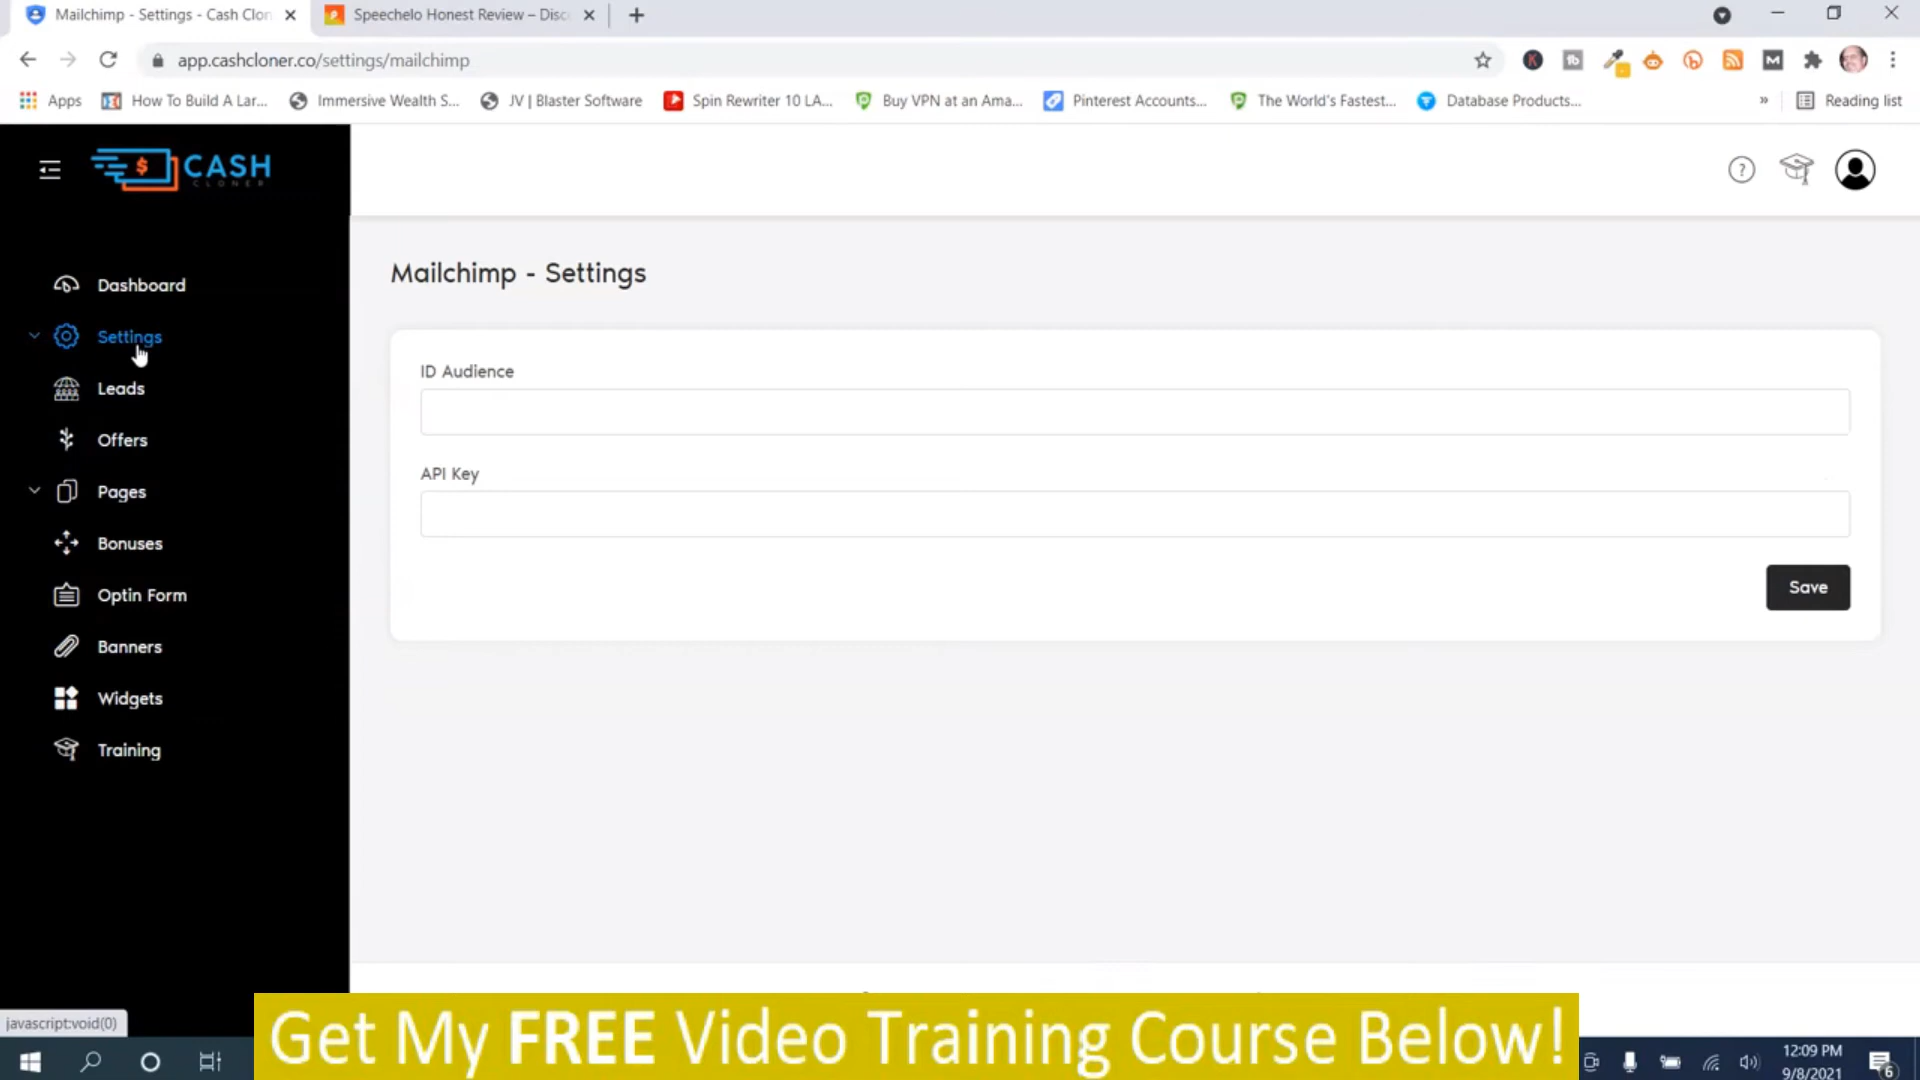 Mailchimp - Settings - Cash Clon
Speechelo Honest Review – Disc
app.cashcloner.co/settings/mailchimp
Apps
How To Build A Lar...
Immersive Wealth S...
JV | Blaster Software
Spin Rewriter 10 LA...
Buy VPN at an Ama...
Pinterest Accounts...
The World's Fastest...
Database Products...
»
Reading list
$ CASH
CLONER
Dashboard
Settings
Leads
Offers
Pages
Bonuses
Optin Form
Banners
Widgets
Training
Mailchimp - Settings
ID Audience
API Key
Save
javascript:void(0)
Get My FREE Video Training Course Below!
12:09 PM
9/8/2021
6